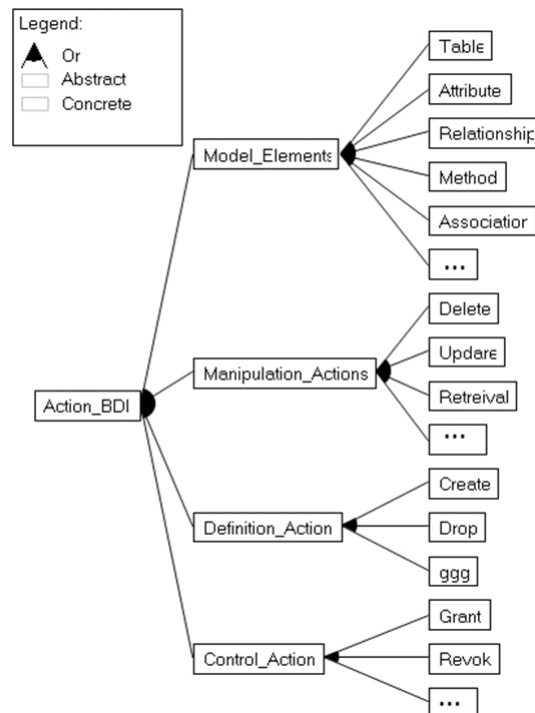 Legend:
Or
Abstract
Concrete
Table
Attribute
Relationship
Model_Elements
Method
Association
...
Delete
Updare
Manipulation_Actions
Retreival
...
Action_BDI
Create
Definition_Action
Drop
ggg
Grant
Control_Action
Revok
...